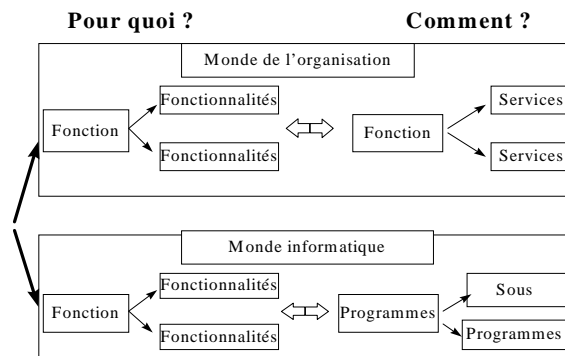 Pour quoi ?
Comment ?
Monde de l'organisation
Fonctionnalités
Services
Fonction
Fonction
Fonctionnalités
Services
Monde informatique
Fonctionnalités
Sous
Fonction
Programmes
Fonctionnalités
Programmes